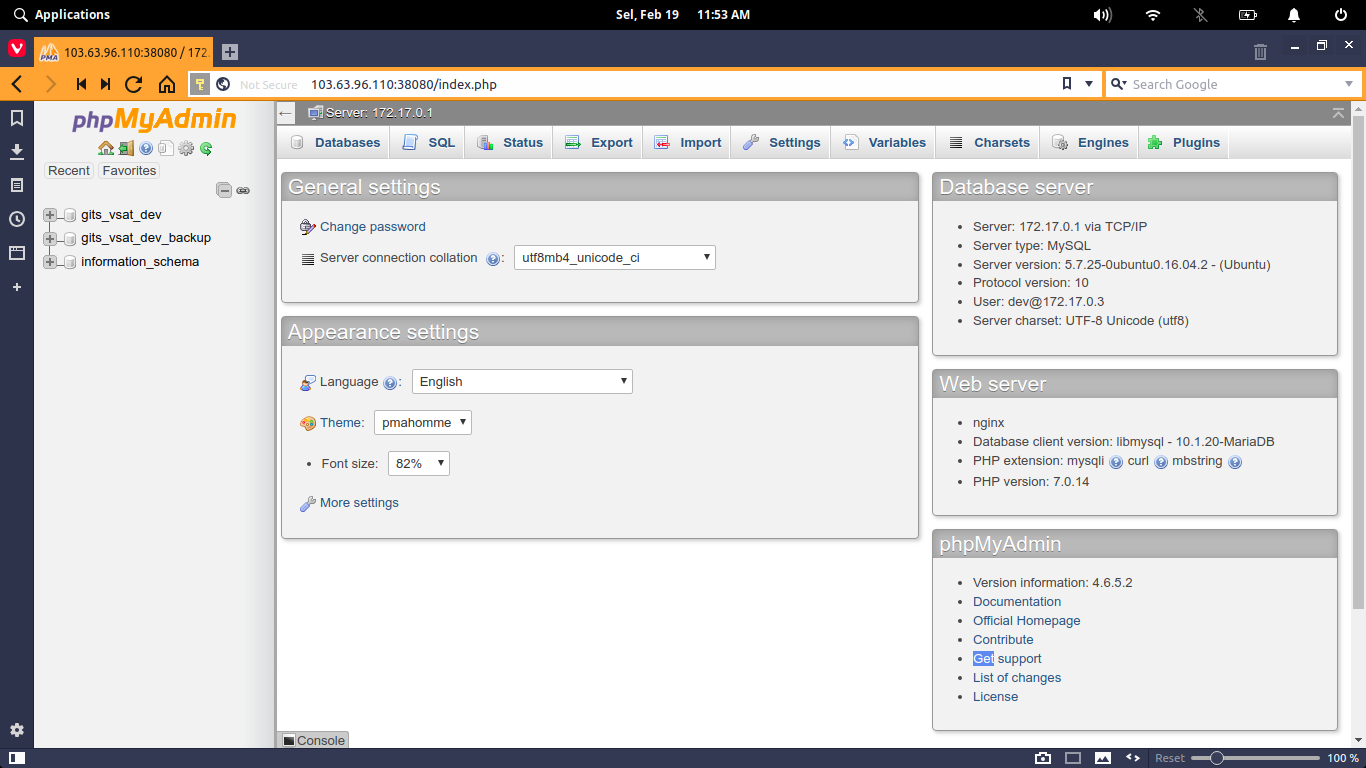 Applications
Sel, Feb 19 11:53 AM
103.63.96.110:38080 / 172
Not Secure 103.63.96.110:38080/index.php
Search Google
phpMyAdmin
Recent Favorites
gits_vsat_dev
gits_vsat_dev_backup
information_schema
Server: 172.17.0.1
Databases SQL Status Export Import Settings Variables Charsets Engines Plugins
General settings
Change password
Server connection collation : utf8mb4_unicode_ci
Appearance settings
Language : English
Theme: pmahomme
Font size: 82%
More settings
Database server
Server: 172.17.0.1 via TCP/IP
Server type: MySQL
Server version: 5.7.25-0ubuntu0.16.04.2 - (Ubuntu)
Protocol version: 10
User: dev@172.17.0.3
Server charset: UTF-8 Unicode (utf8)
Web server
nginx
Database client version: libmysql - 10.1.20-MariaDB
PHP extension: mysqli curl mbstring
PHP version: 7.0.14
phpMyAdmin
Version information: 4.6.5.2
Documentation
Official Homepage
Contribute
Get support
List of changes
License
Console
Reset 100 %